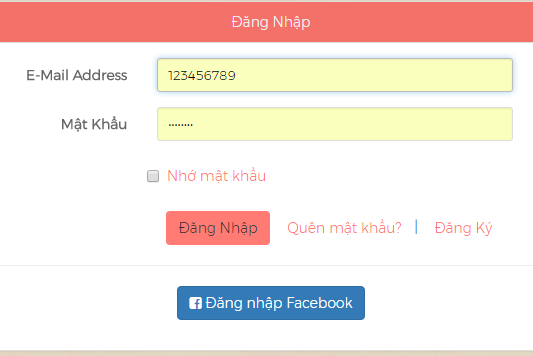 Đăng Nhập
E-Mail Address
123456789
Mật Khẩu
••••••••
Nhớ mật khẩu
Đăng Nhập Quên mật khẩu? | Đăng Ký
Đăng nhập Facebook